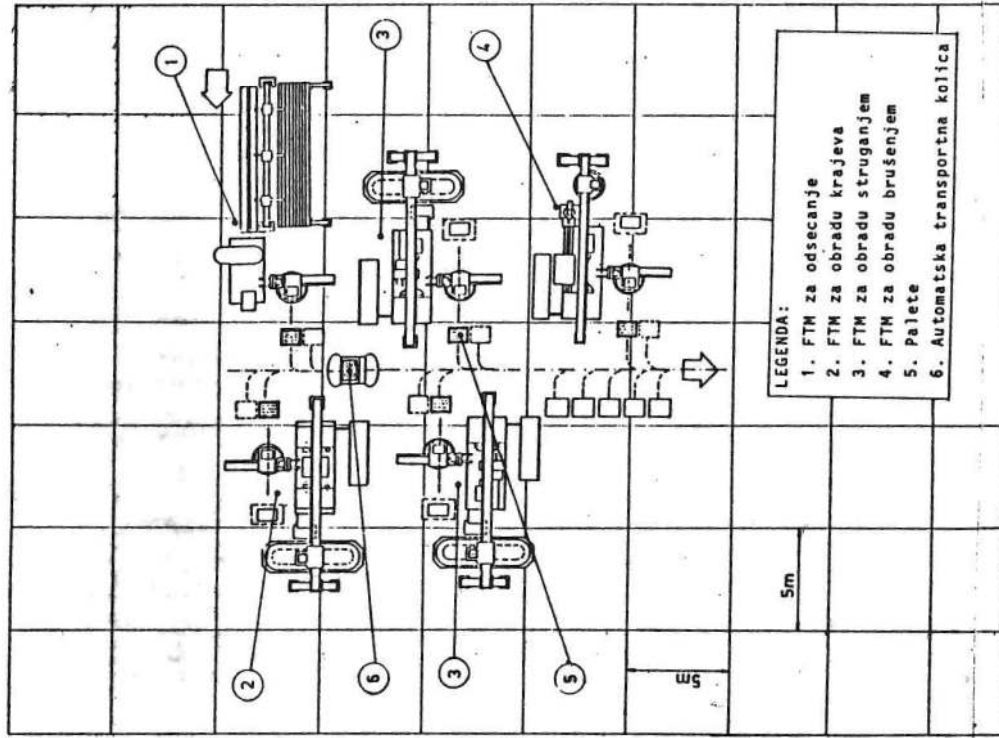 1
3
4
2
6
3
5
LEGENDA:
1. FTM za odsecanje
2. FTM za obradu krajeva
3. FTM za obradu struganjem
4. FTM za obradu brušenjem
5. Palete
6. Automatska transportna kolica
5m
5m